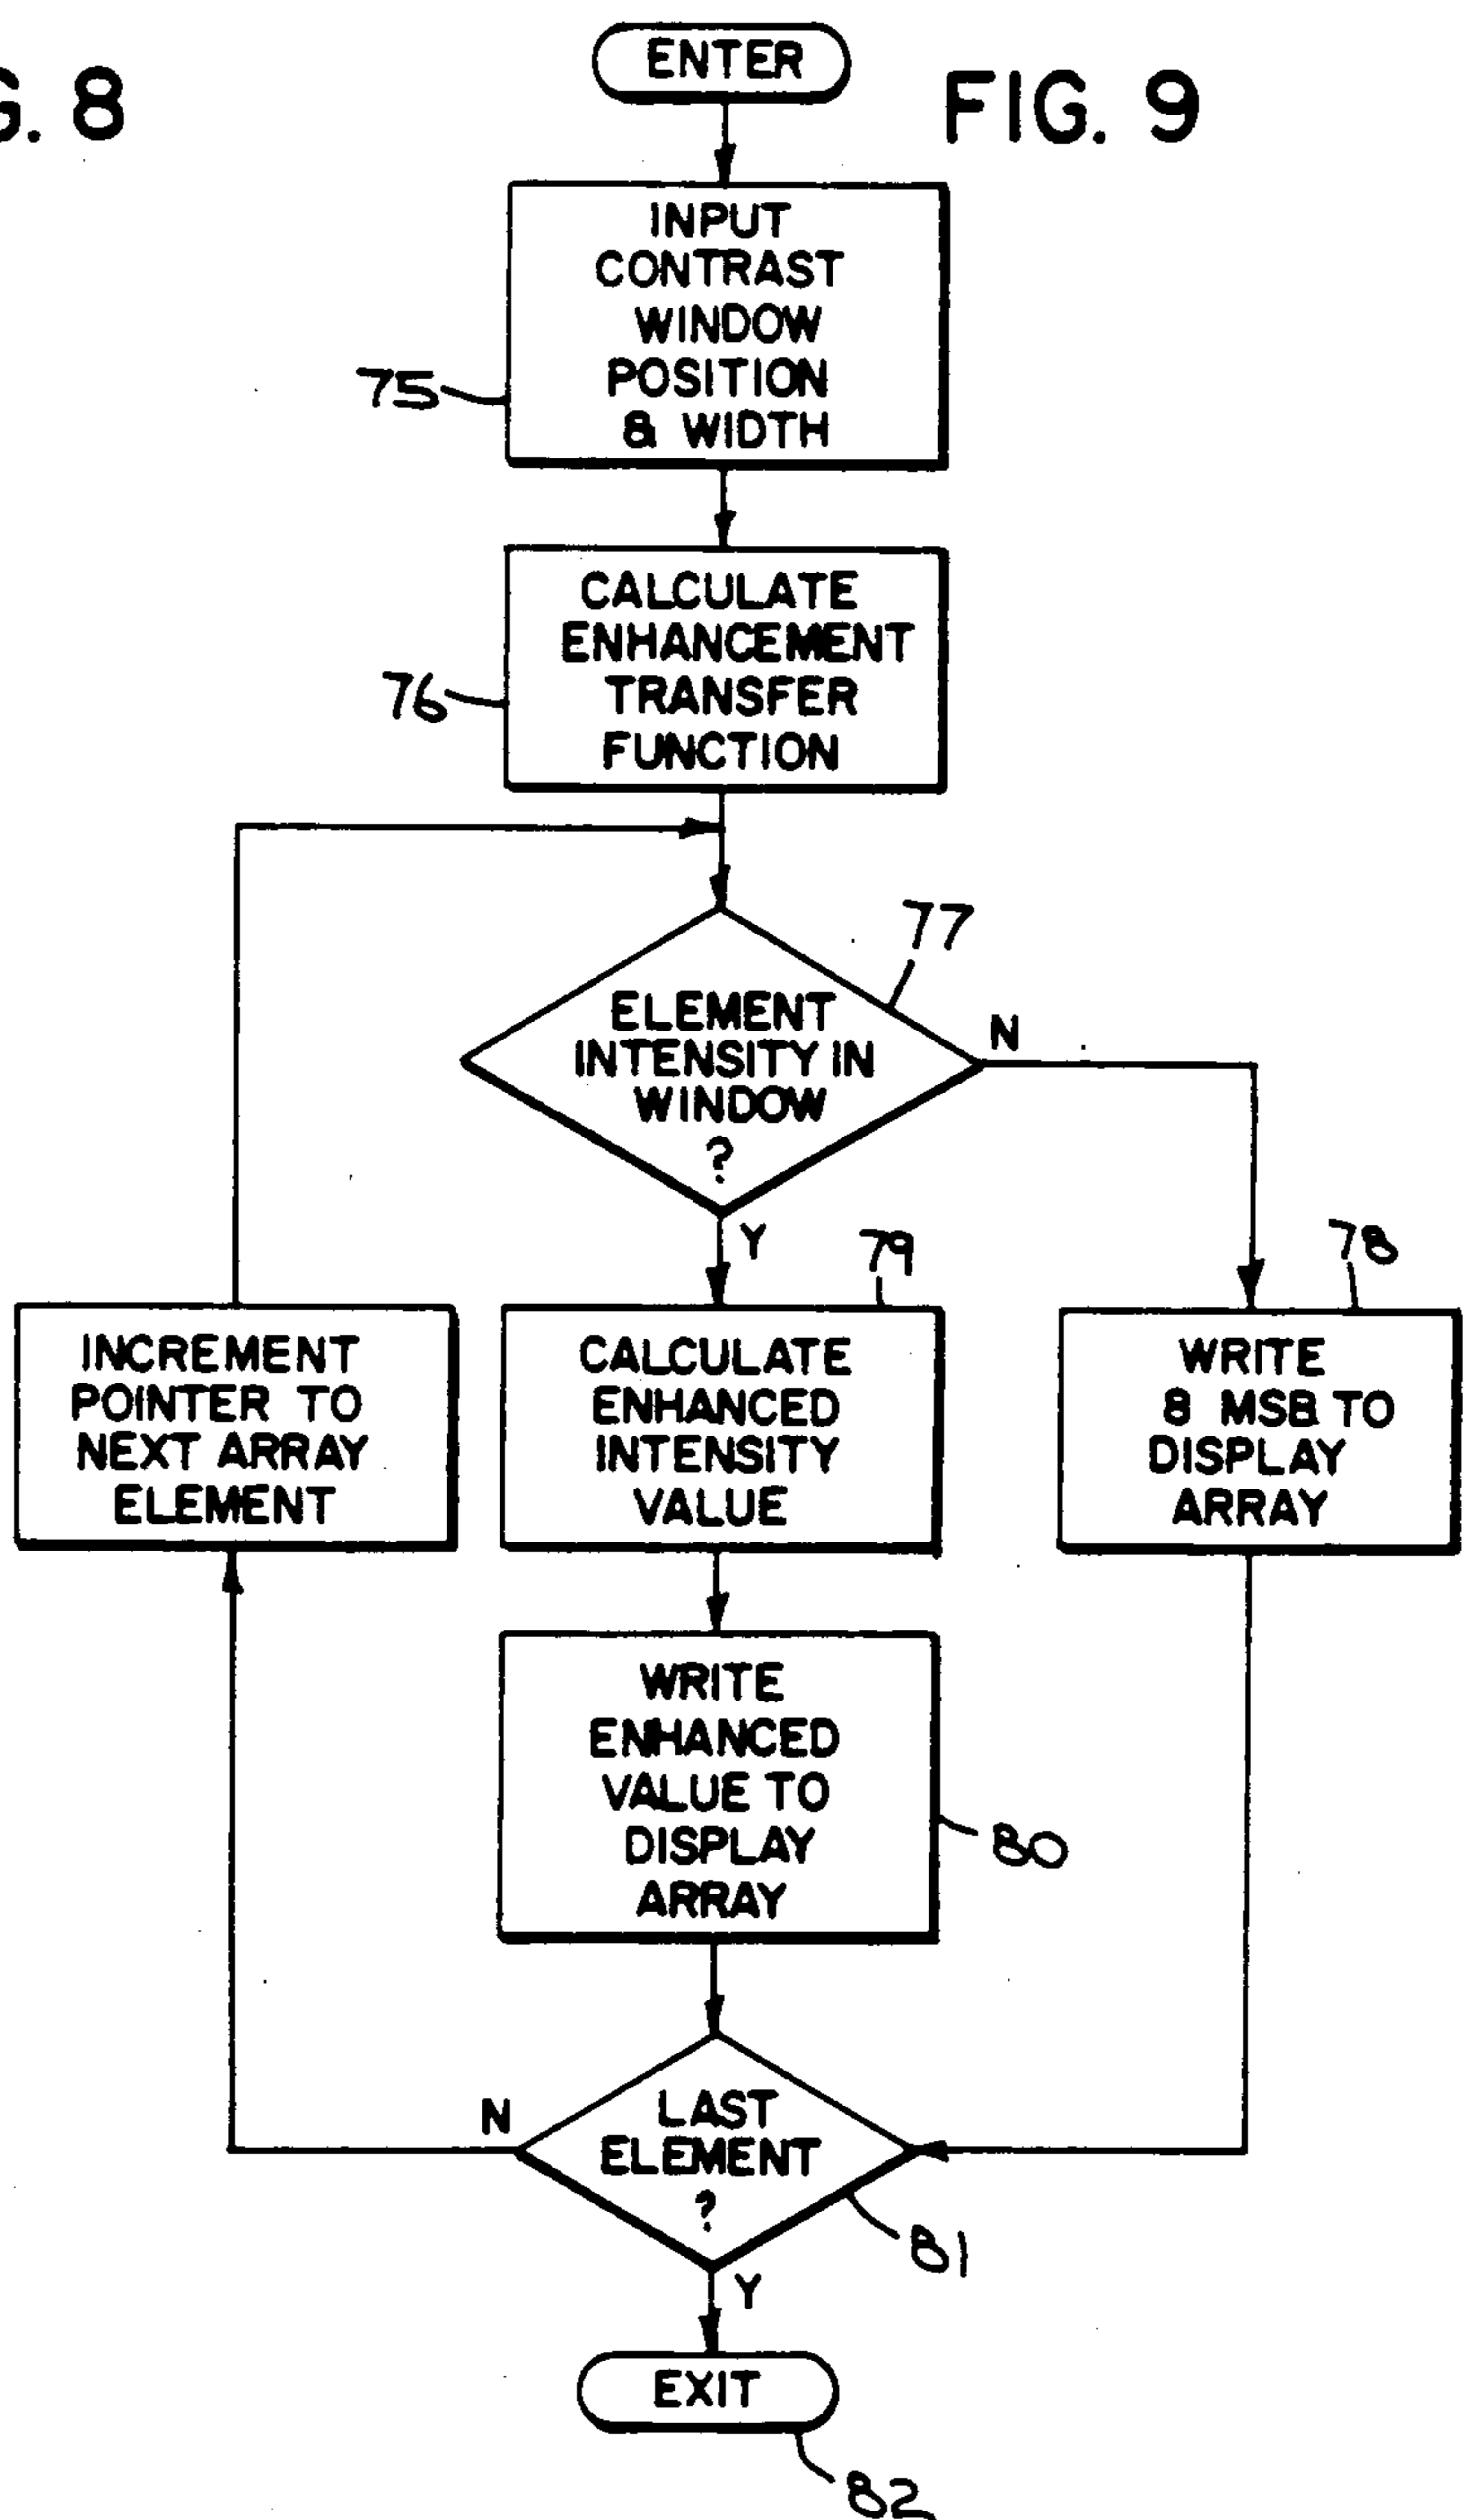 G. 8
FIG. 9
ENTER
INPUT
CONTRAST
WINDOW
POSITION
& WIDTH
75
CALCULATE
ENHANCEMENT
TRANSFER
FUNCTION
76
77
ELEMENT
INTENSITY IN
WINDOW
?
N
Y
79
78
INCREMENT
POINTER TO
NEXT ARRAY
ELEMENT
CALCULATE
ENHANCED
INTENSITY
VALUE
WRITE
8 MSB TO
DISPLAY
ARRAY
WRITE
ENHANCED
VALUE TO
DISPLAY
ARRAY
80
N
LAST
ELEMENT
?
81
Y
EXIT
82